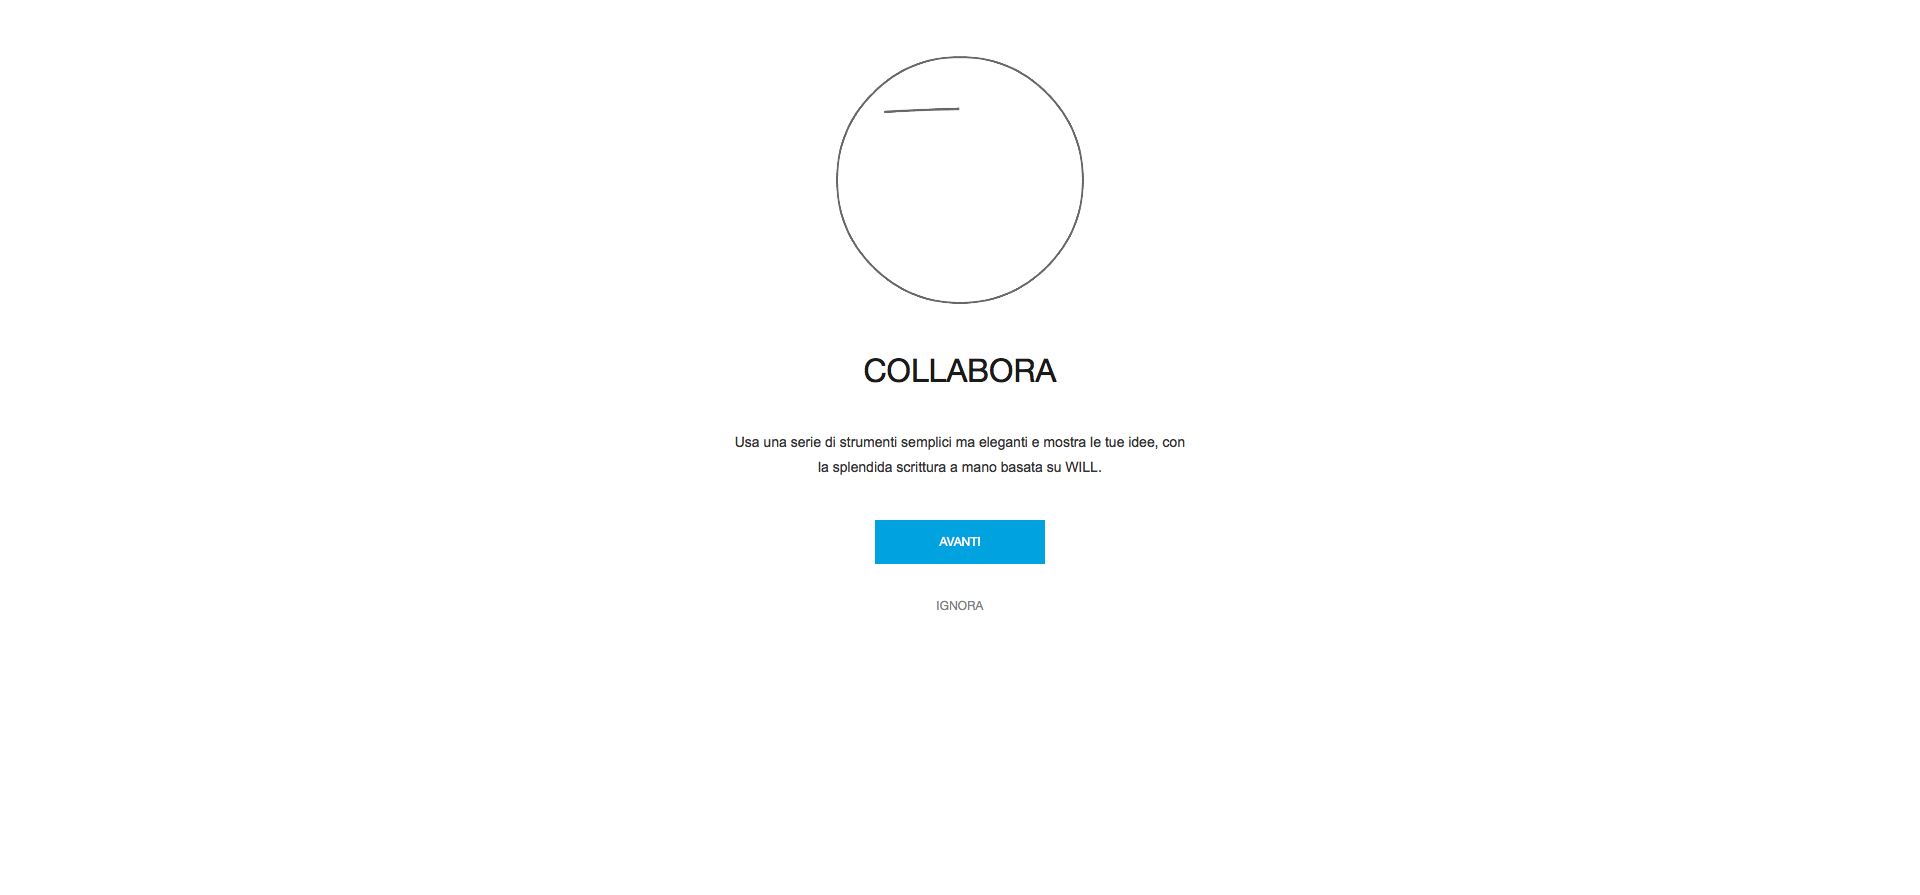 COLLABORA
Usa una serie di strumenti semplici ma eleganti e mostra le tue idee, con
la splendida scrittura a mano basata su WILL.
AVANTI
IGNORA